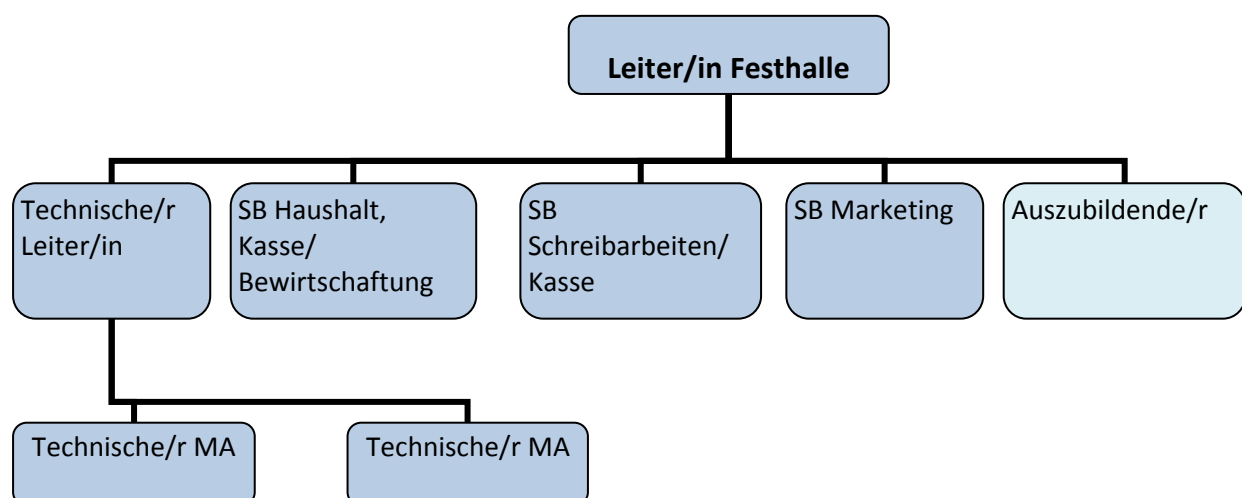 Leiter/in Festhalle
Technische/r
Leiter/in
SB Haushalt,
Kasse/
Bewirtschaftung
SB
Schreibarbeiten/
Kasse
SB Marketing
Auszubildende/r
Technische/r MA
Technische/r MA